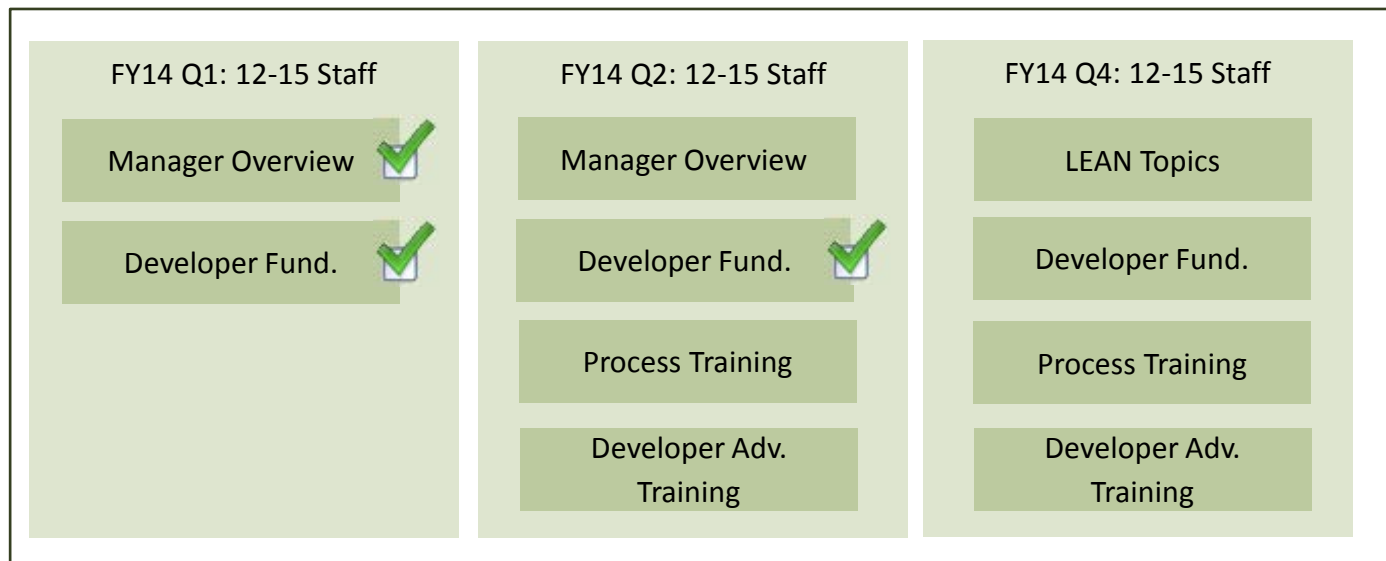 FY14 Q1: 12-15 Staff
Manager Overview
Developer Fund.
FY14 Q2: 12-15 Staff
Manager Overview
Developer Fund.
Process Training
Developer Adv.
Training
FY14 Q4: 12-15 Staff
LEAN Topics
Developer Fund.
Process Training
Developer Adv.
Training